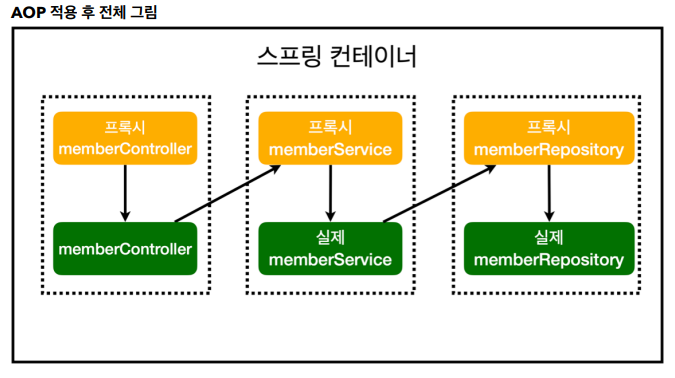 AOP 적용 후 전체 그림
스프링 컨테이너
프록시
memberController
프록시
memberService
프록시
memberRepository
memberController
실제
memberService
실제
memberRepository